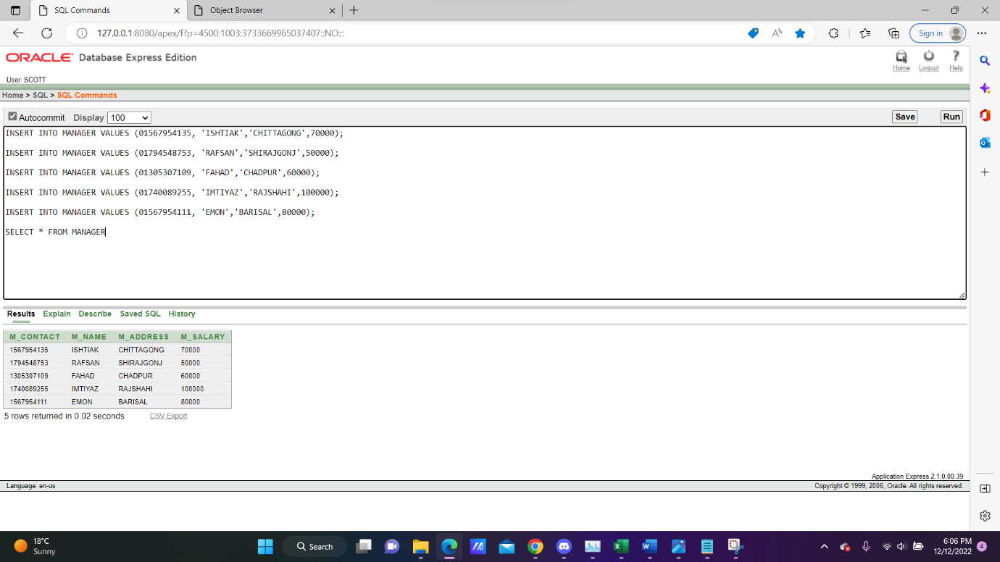 SQL Commands
Object Browser
127.0.0.1:8080/apex/f?p=4500:1003:3733669965037407::NO:::
Sign in
ORACLE Database Express Edition
Home Logout Help
User: SCOTT
Home > SQL > SQL Commands
Autocommit Display 100 Save Run
INSERT INTO MANAGER VALUES (01567954135, 'ISHTIAK','CHITTAGONG',70000);
INSERT INTO MANAGER VALUES (01794548753, 'RAFSAN','SHIRAJGONJ',50000);
INSERT INTO MANAGER VALUES (01305307109, 'FAHAD','CHADPUR',60000);
INSERT INTO MANAGER VALUES (01740089255, 'IMTIYAZ','RAJSHAHI',100000);
INSERT INTO MANAGER VALUES (01567954111, 'EMON','BARISAL',80000);
SELECT * FROM MANAGER
Results Explain Describe Saved SQL History
M_CONTACT M_NAME M_ADDRESS M_SALARY
1567954135 ISHTIAK CHITTAGONG 70000
1794548753 RAFSAN SHIRAJGONJ 50000
1305307109 FAHAD CHADPUR 60000
1740089255 IMTIYAZ RAJSHAHI 100000
1567954111 EMON BARISAL 80000
5 rows returned in 0.02 seconds CSV Export
Application Express 2.1.0.00.39
Language: en-us Copyright © 1999, 2006, Oracle. All rights reserved.
18°C
Sunny
Search
6:06 PM
12/12/2022
4